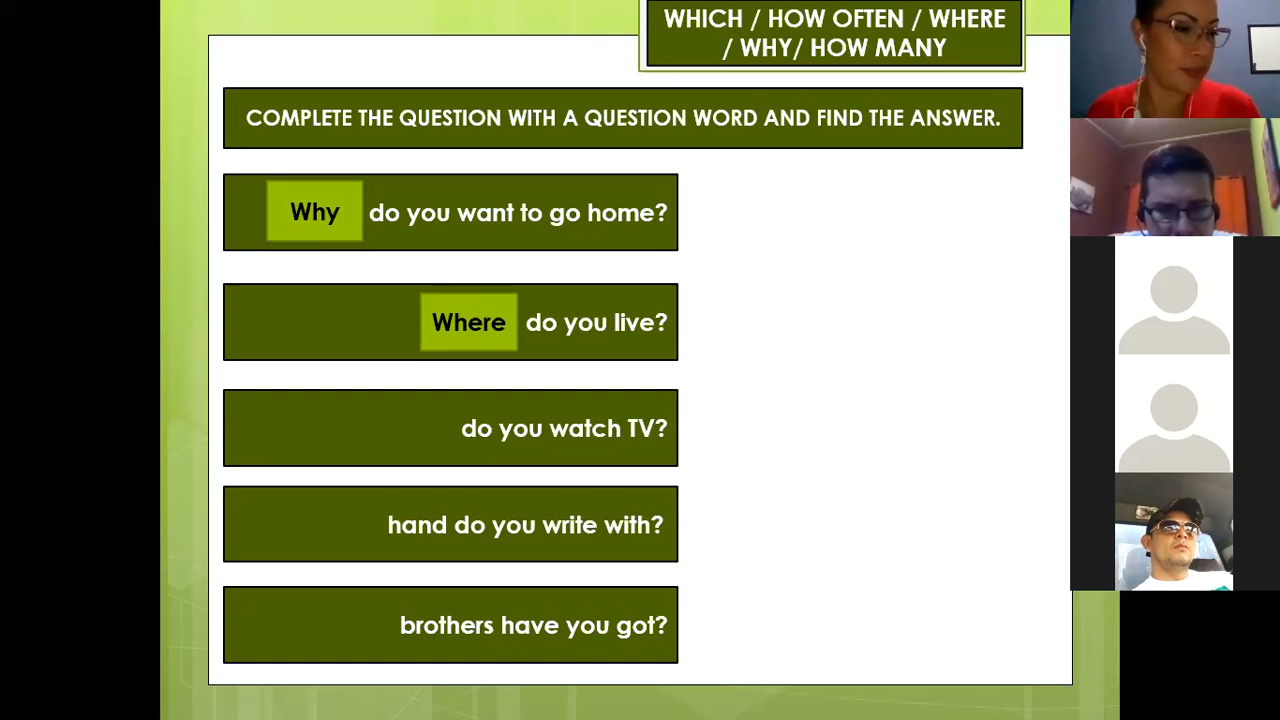 WHICH / HOW OFTEN / WHERE
/ WHY/ HOW MANY
COMPLETE THE QUESTION WITH A QUESTION WORD AND FIND THE ANSWER.
Why do you want to go home?
Where do you live?
do you watch TV?
hand do you write with?
brothers have you got?